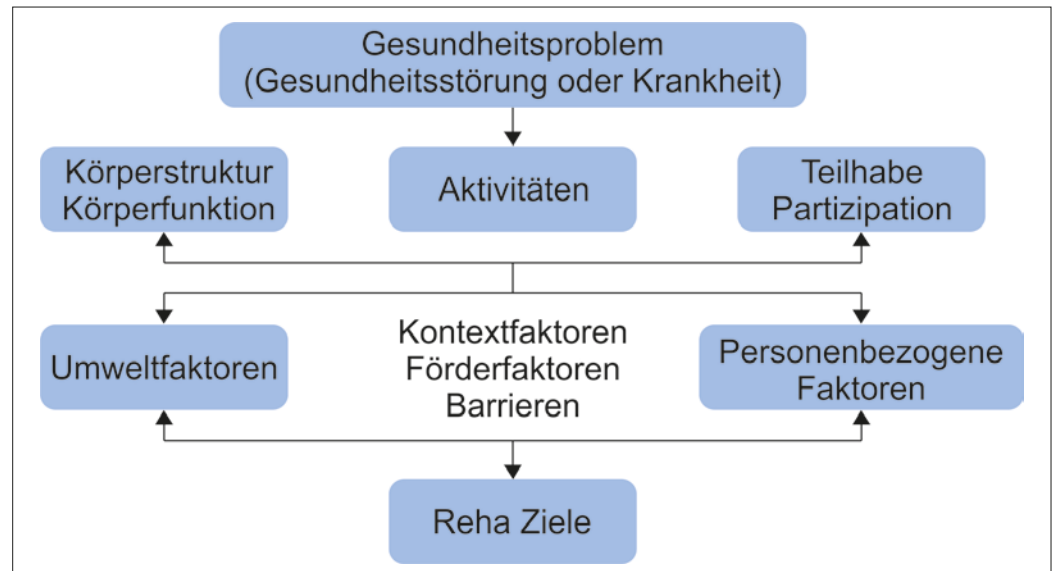 Gesundheitsproblem
(Gesundheitsstörung oder Krankheit)
Körperstruktur
Körperfunktion
Aktivitäten
Teilhabe
Partizipation
Umweltfaktoren
Kontextfaktoren
Förderfaktoren
Barrieren
Personenbezogene
Faktoren
Reha Ziele